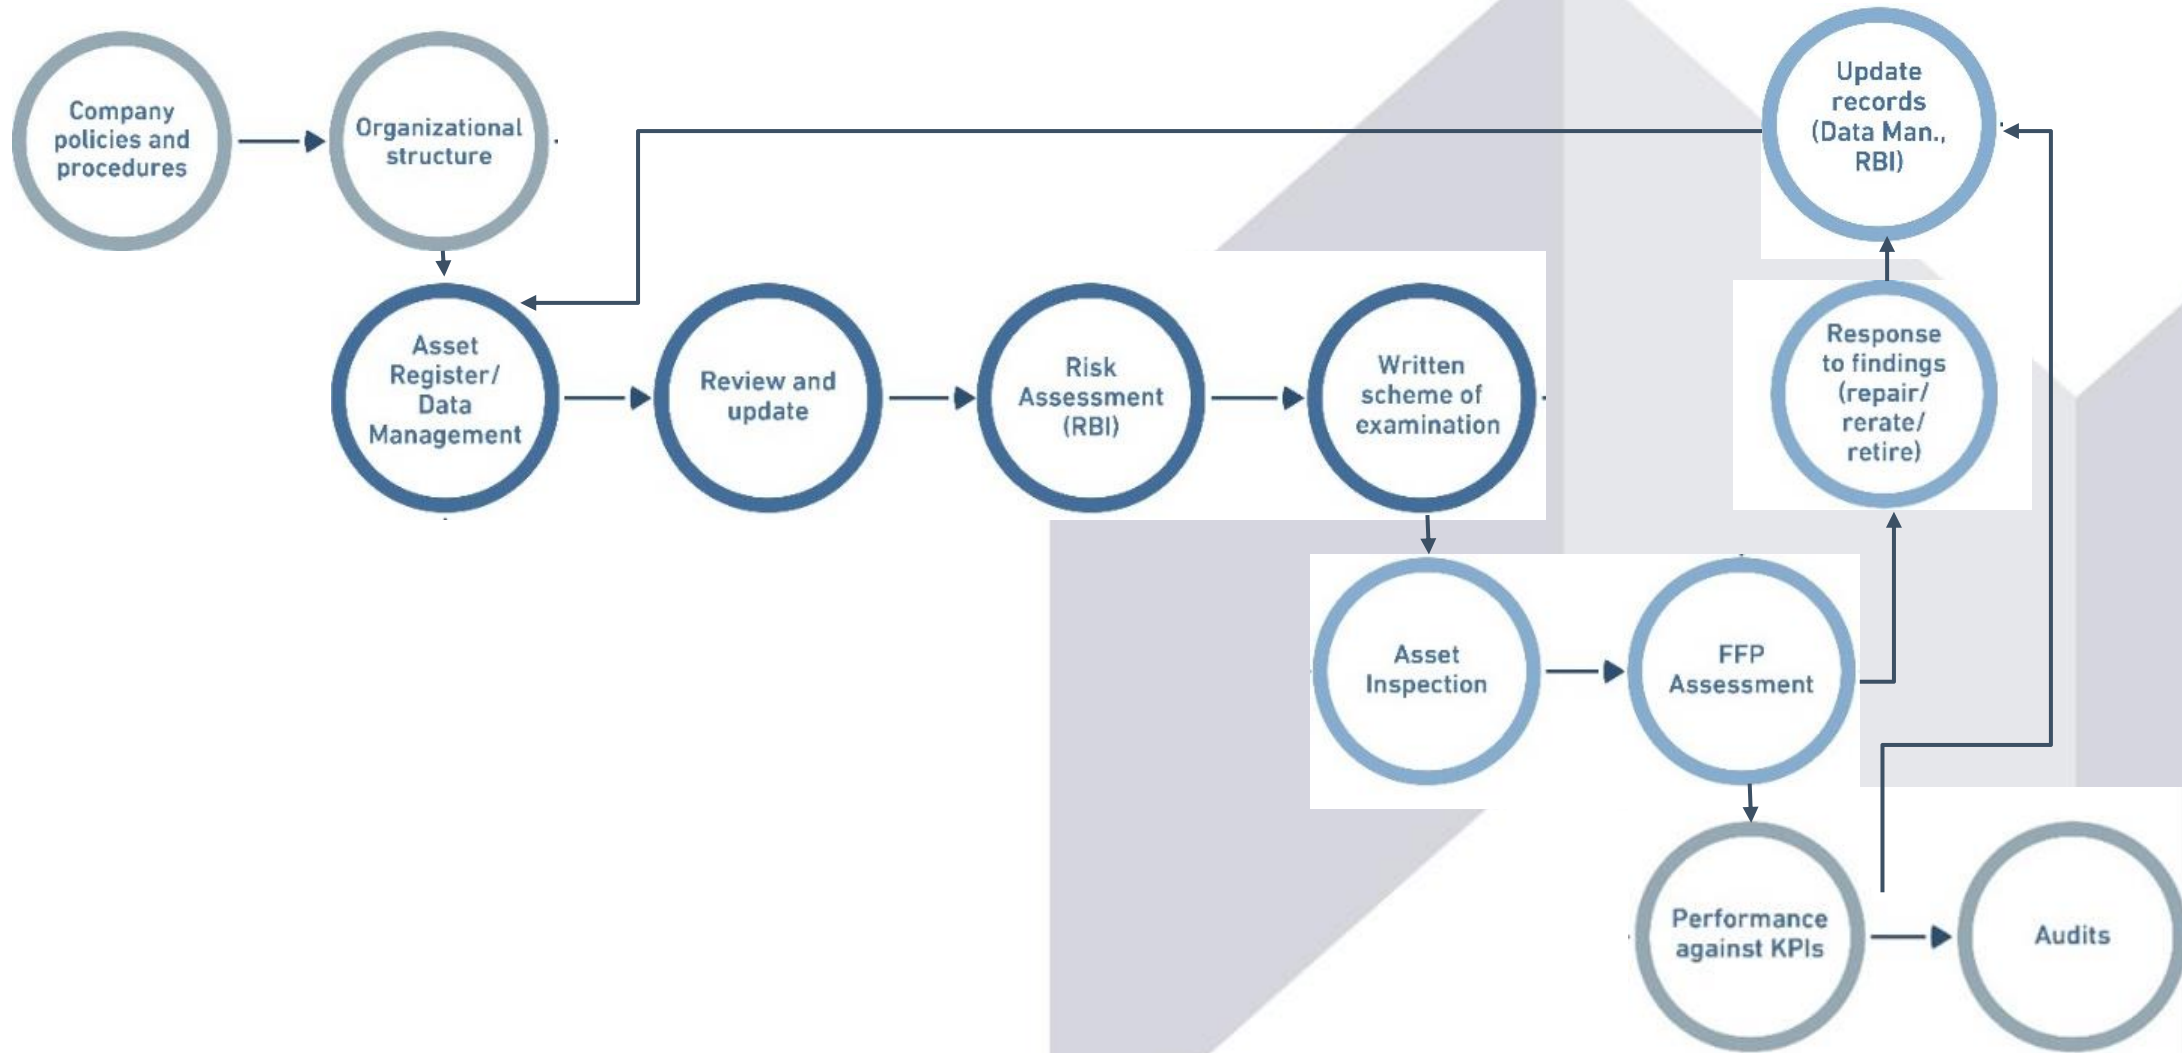 Company
policies and
procedures
Organizational
structure
Update
records
(Data Man.,
RBI)
Asset
Register/
Data
Management
Review and
update
Risk
Assessment
(RBI)
Written
scheme of
examination
Response
to findings
(repair/
rerate/
retire)
Asset
Inspection
FFP
Assessment
Performance
against KPIs
Audits